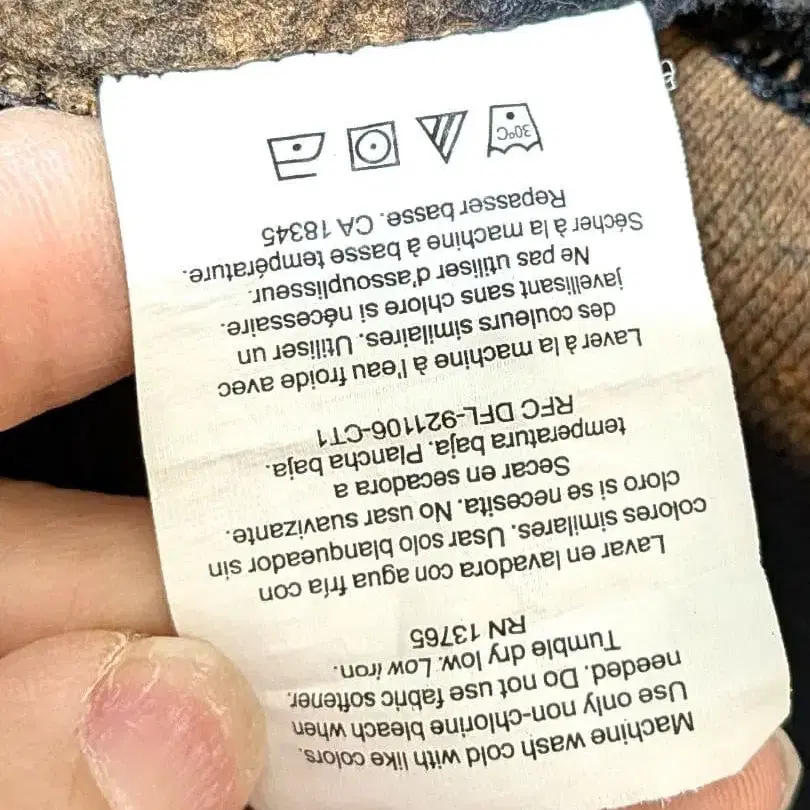 Machine wash cold with like colors.
Use only non-chlorine bleach when
needed. Do not use fabric softener.
Tumble dry low. Low iron.
RN 13765
Lavar en lavadora con agua fría con
colores similares. Usar solo blanqueador sin
cloro si se necesita. No usar suavizante.
Secar en secadora a
temperatura baja. Plancha baja.
RFC DFL-921106-CT1
Laver à la machine à l'eau froide avec
des couleurs similaires. Utiliser un
javellisant sans chlore si nécessaire.
Ne pas utiliser d'assouplisseur.
Sécher à la machine à basse température.
Repasser basse. CA 18345
30°C